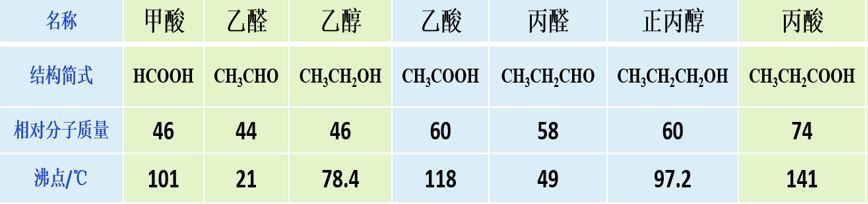 名称 甲酸 乙醛 乙醇 乙酸 丙醛 正丙醇 丙酸
结构简式 HCOOH CH₃CHO CH₃CH₂OH CH₃COOH CH₃CH₂CHO CH₃CH₂CH₂OH CH₃CH₂COOH
相对分子质量 46 44 46 60 58 60 74
沸点/℃ 101 21 78.4 118 49 97.2 141